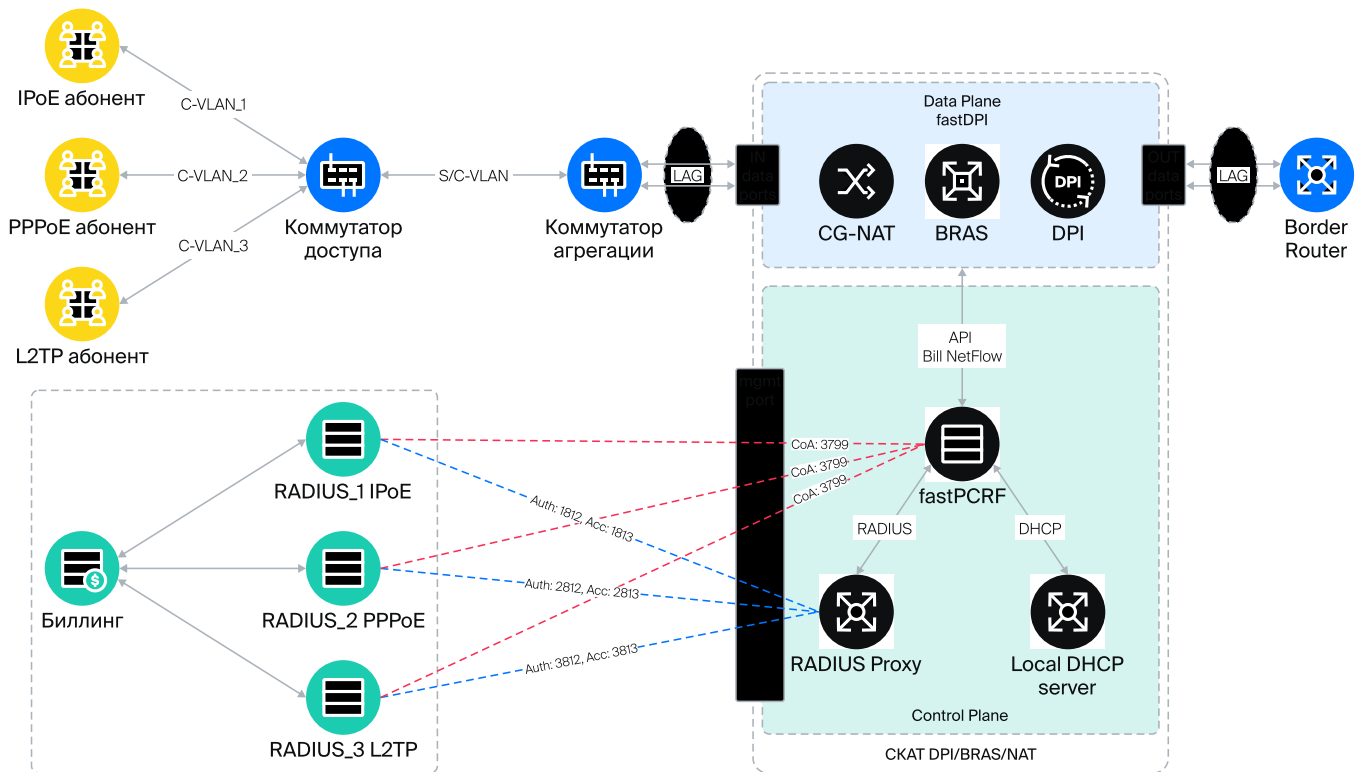 IPoE абонент
C-VLAN_1
PPPoE абонент
C-VLAN_2
L2TP абонент
C-VLAN_3
Коммутатор
доступа
S/C-VLAN
Коммутатор
агрегации
LAG
IN
data
ports
Data Plane
fastDPI
CG-NAT
BRAS
DPI
DPI
OUT
data
ports
LAG
Border
Router
API
Bill NetFlow
mgmt
port
fastPCRF
RADIUS
DHCP
RADIUS Proxy
Local DHCP
server
Control Plane
СКАТ DPI/BRAS/NAT
CoA: 3799
CoA: 3799
CoA: 3799
Auth: 1812, Acc: 1813
Auth: 2812, Acc: 2813
Auth: 3812, Acc: 3813
RADIUS_1 IPoE
RADIUS_2 PPPoE
RADIUS_3 L2TP
$
Биллинг